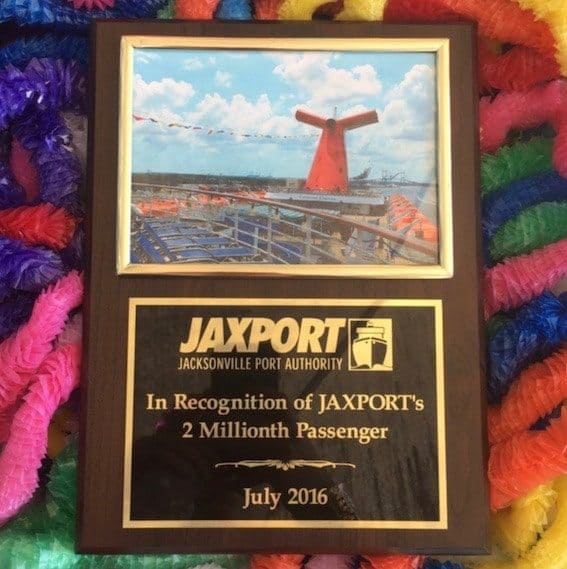 JAXPORT
JACKSONVILLE PORT AUTHORITY
In Recognition of JAXPORT's
2 Millionth Passenger
July 2016